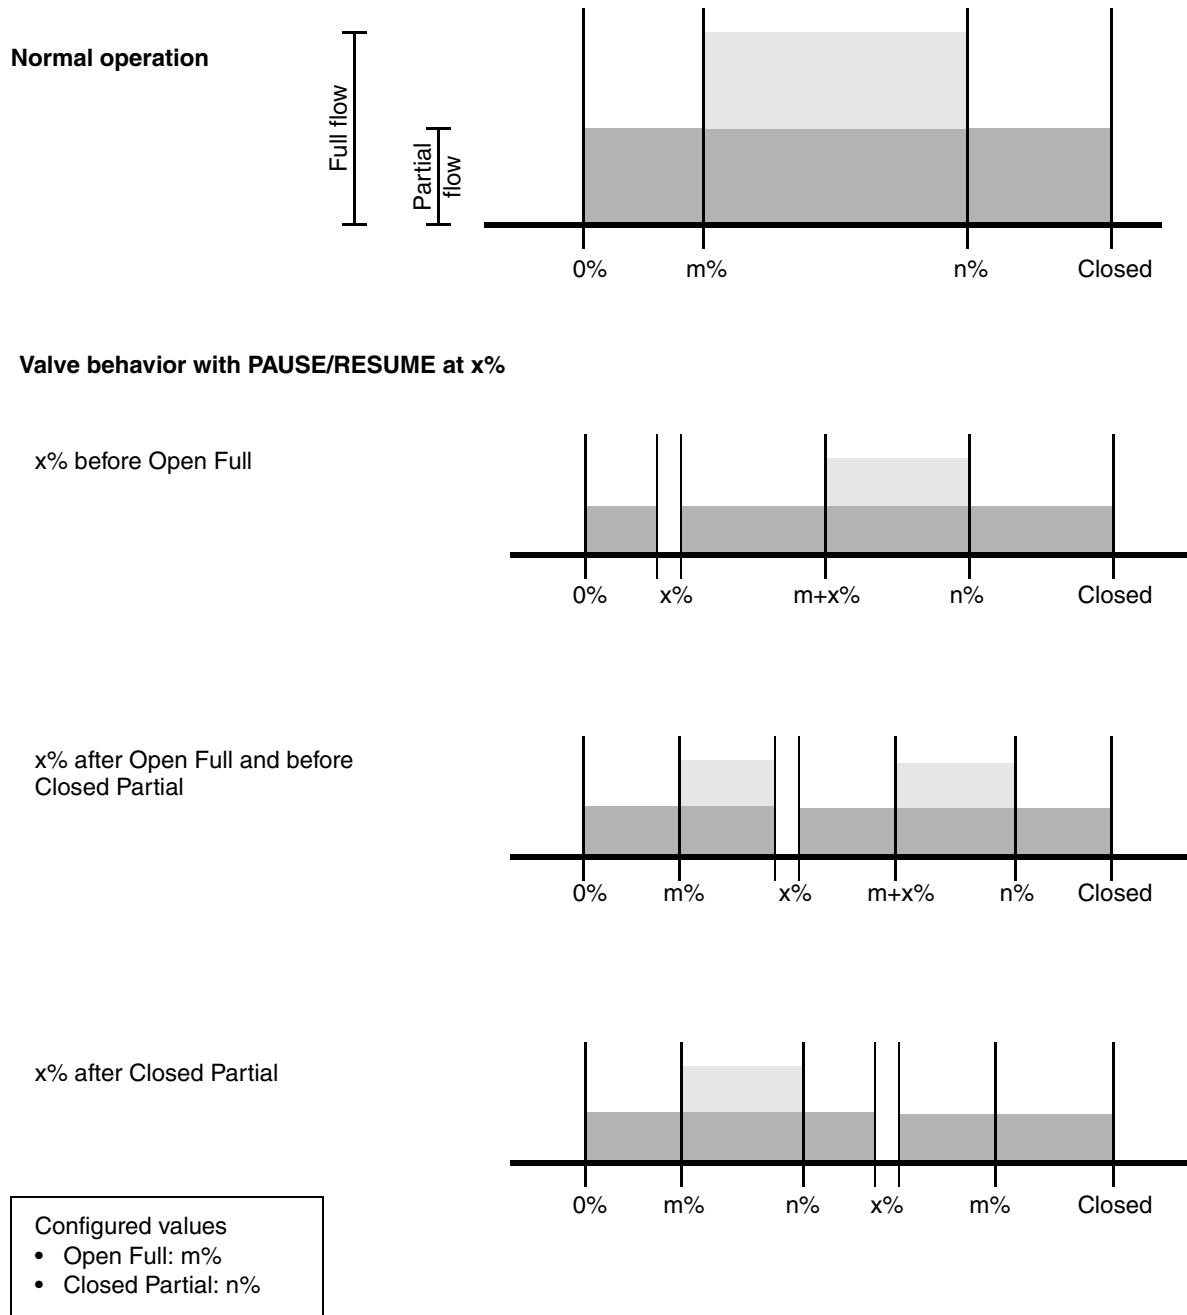 Normal operation
Full flow
Partial
flow
0% m% n% Closed
Valve behavior with PAUSE/RESUME at x%
x% before Open Full
0% x% m+x% n% Closed
x% after Open Full and before
Closed Partial
0% m% x% m+x% n% Closed
x% after Closed Partial
0% m% n% x% m% Closed
Configured values
• Open Full: m%
• Closed Partial: n%